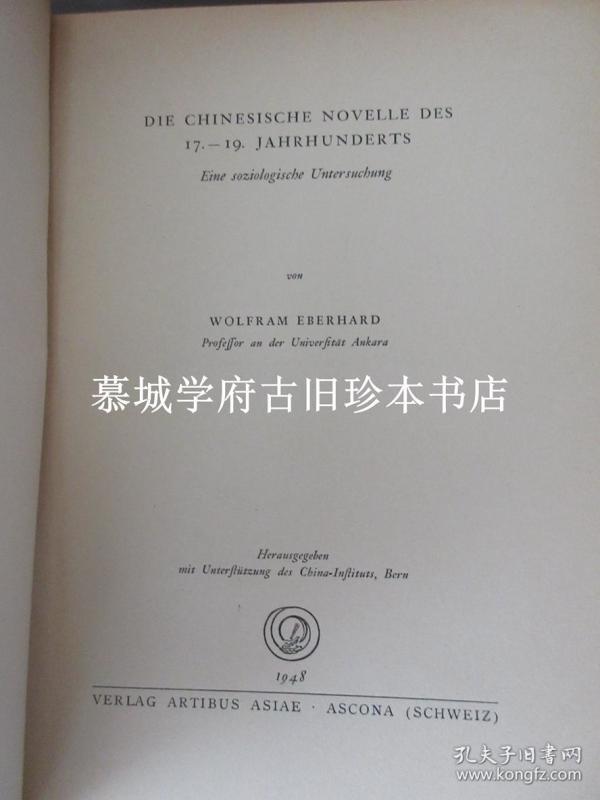 DIE CHINESISCHE NOVELLE DES
17.—19. JAHRHUNDERTS
Eine soziologische Untersuchung
von
WOLFRAM EBERHARD
Profeſſor an der Univerſität Ankara
慕城学府古旧珍本书店
Herausgegeben
mit Unterſtützung des China-Inſtituts, Bern
1948
VERLAG ARTIBUS ASIAE · ASCONA (SCHWEIZ)
孔夫子旧书网
www.kongfz.com